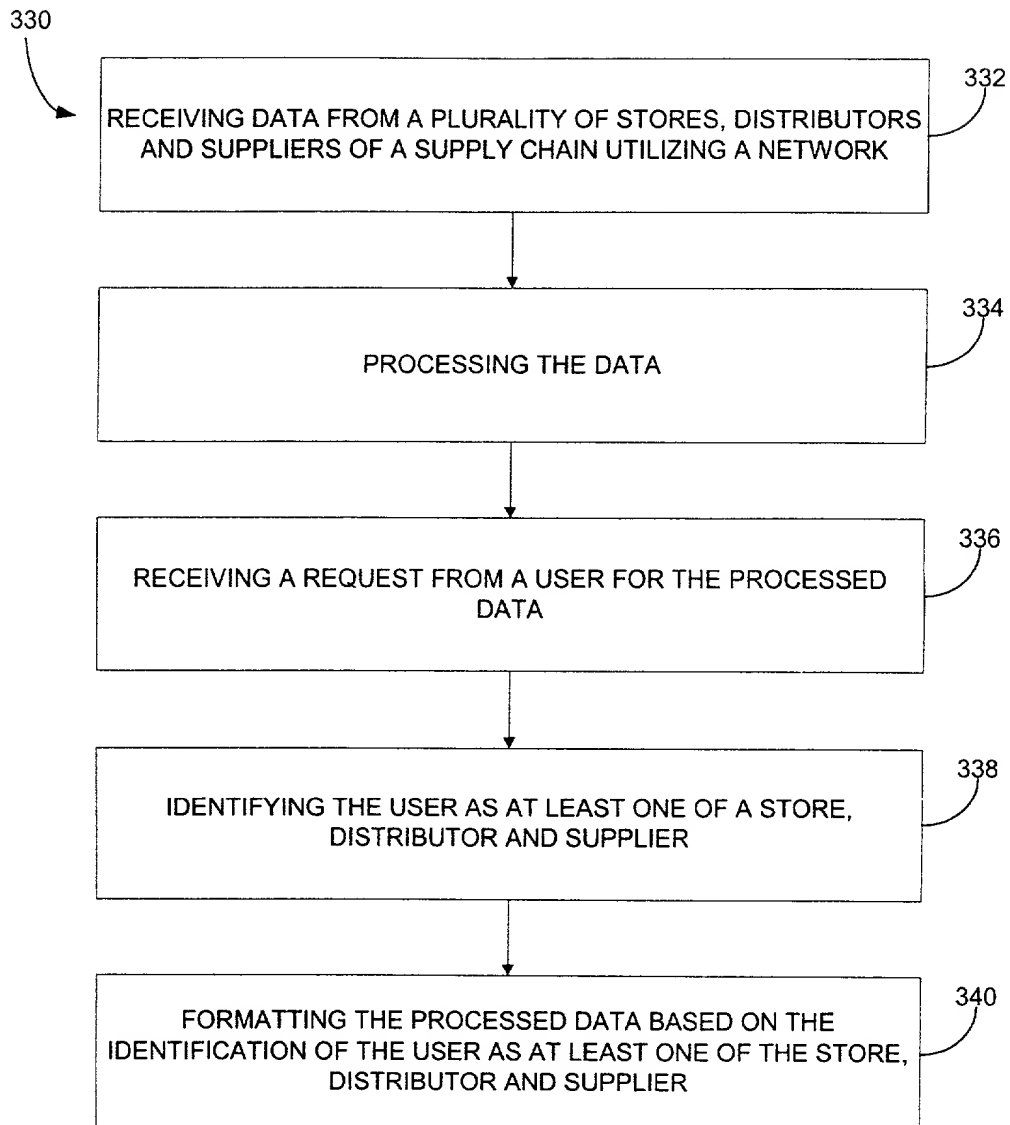 330
332
RECEIVING DATA FROM A PLURALITY OF STORES, DISTRIBUTORS
AND SUPPLIERS OF A SUPPLY CHAIN UTILIZING A NETWORK
334
PROCESSING THE DATA
336
RECEIVING A REQUEST FROM A USER FOR THE PROCESSED
DATA
338
IDENTIFYING THE USER AS AT LEAST ONE OF A STORE,
DISTRIBUTOR AND SUPPLIER
340
FORMATTING THE PROCESSED DATA BASED ON THE
IDENTIFICATION OF THE USER AS AT LEAST ONE OF THE STORE,
DISTRIBUTOR AND SUPPLIER